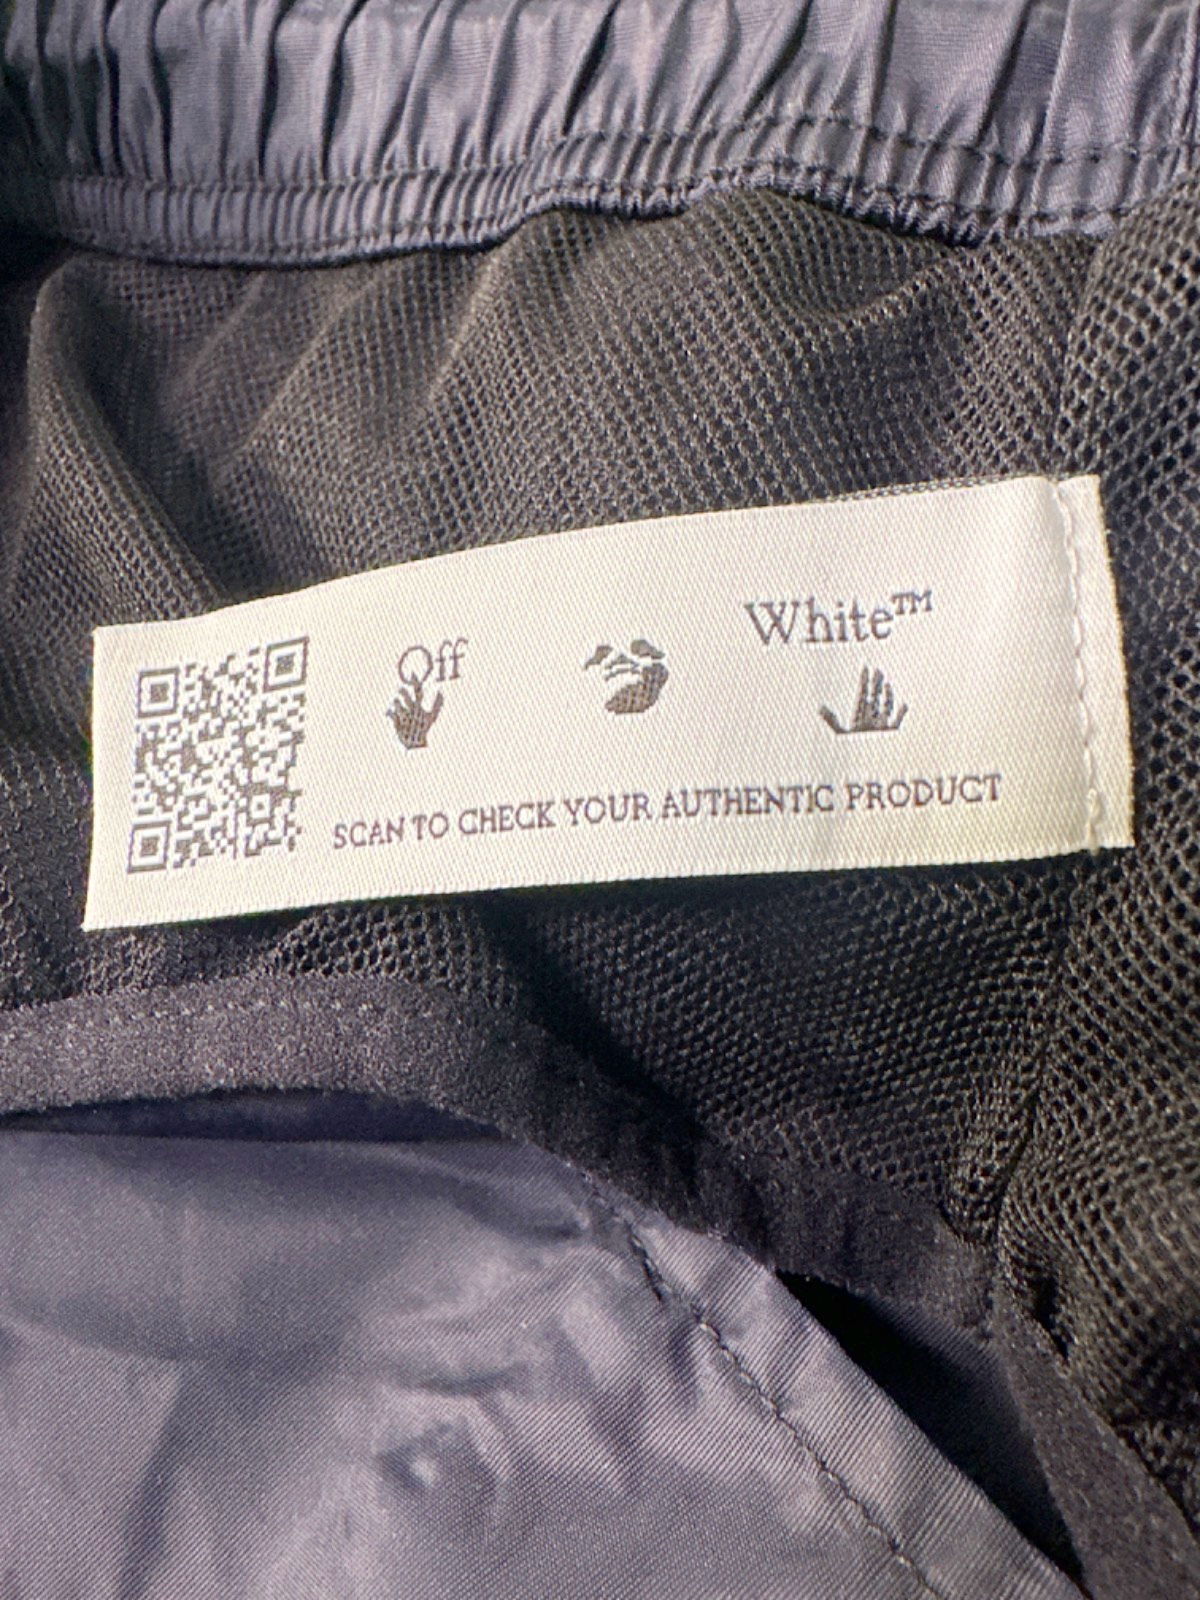 Off
White™
SCAN TO CHECK YOUR AUTHENTIC PRODUCT